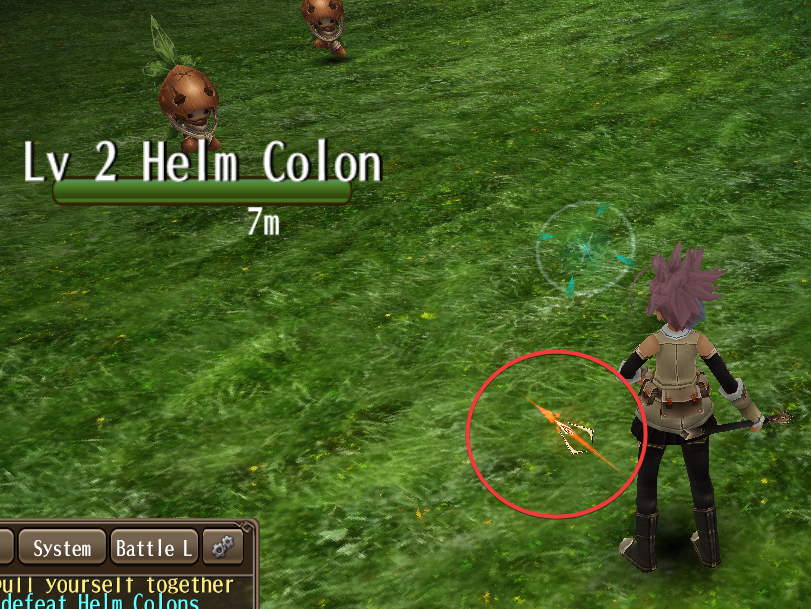 Lv 2 Helm Colon
7m
System Battle L
ull yourself together
defeat Helm Colons